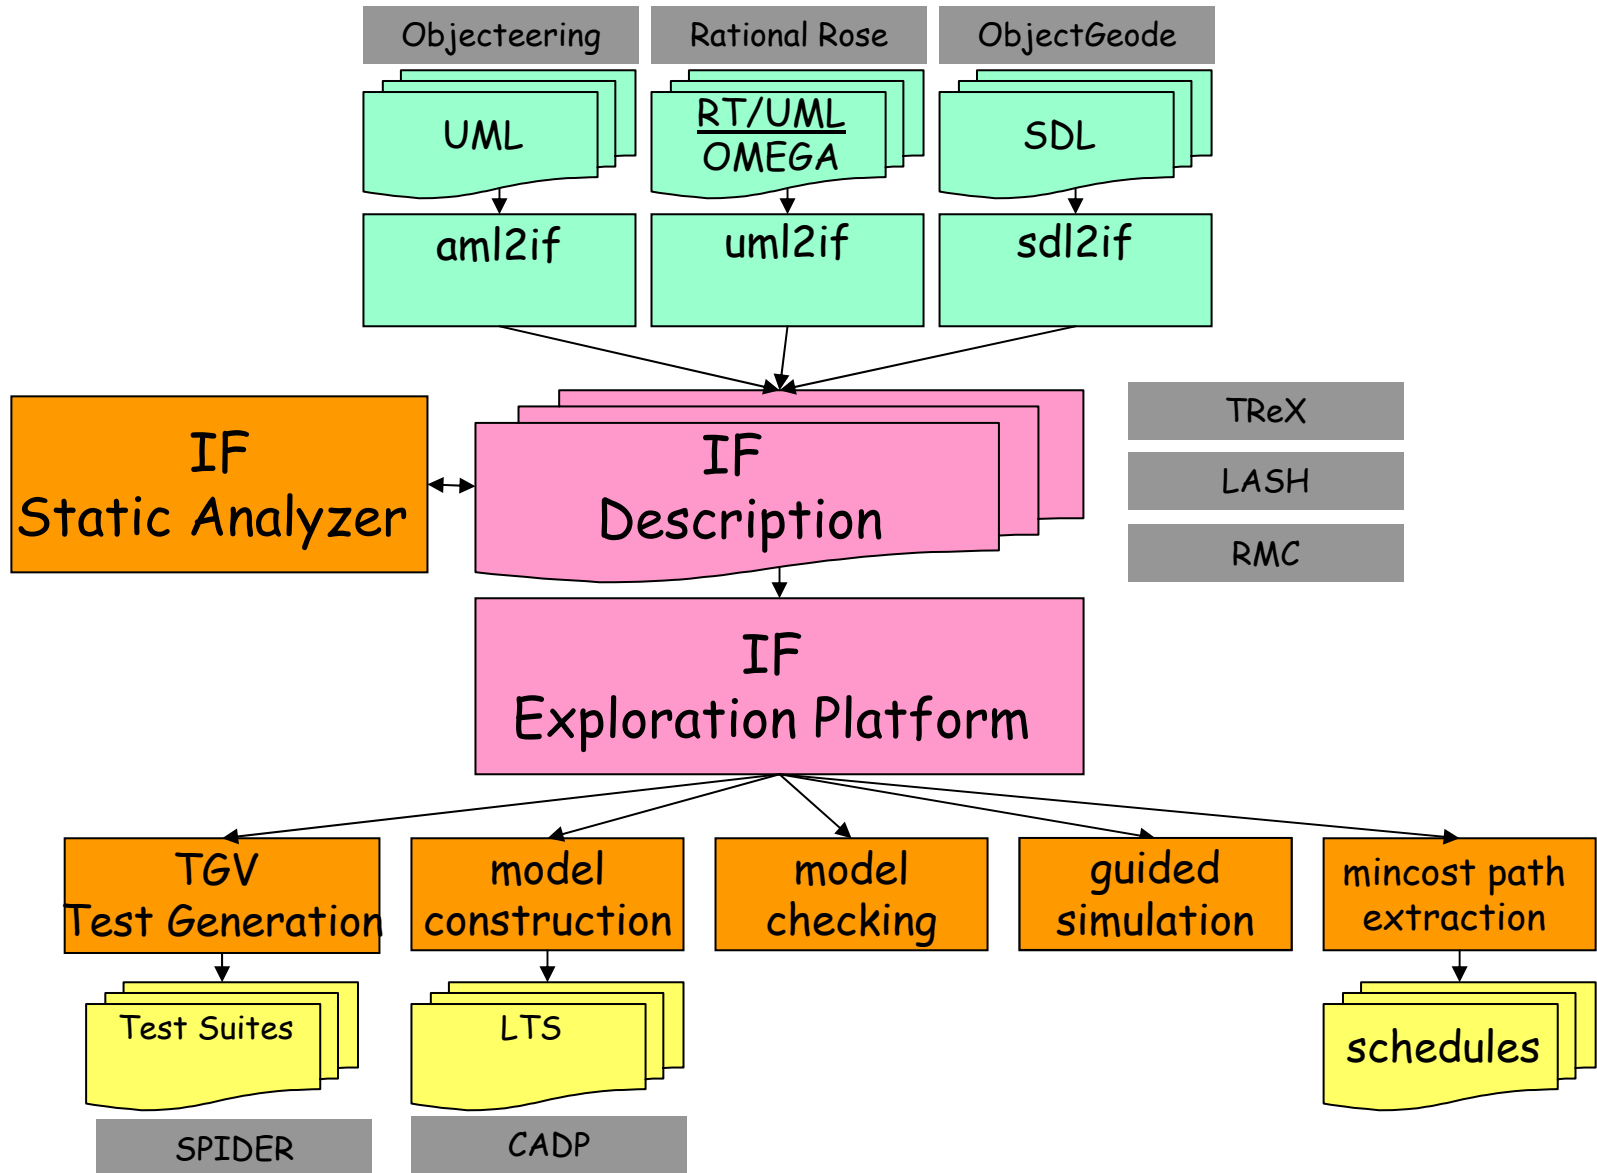 Objecteering
Rational Rose
ObjectGeode
UML
RT/UML
OMEGA
SDL
aml2if
uml2if
sdl2if
IF
Static Analyzer
IF
Description
TReX
LASH
RMC
IF
Exploration Platform
TGV
Test Generation
model
construction
model
checking
guided
simulation
mincost path
extraction
Test Suites
LTS
schedules
SPIDER
CADP